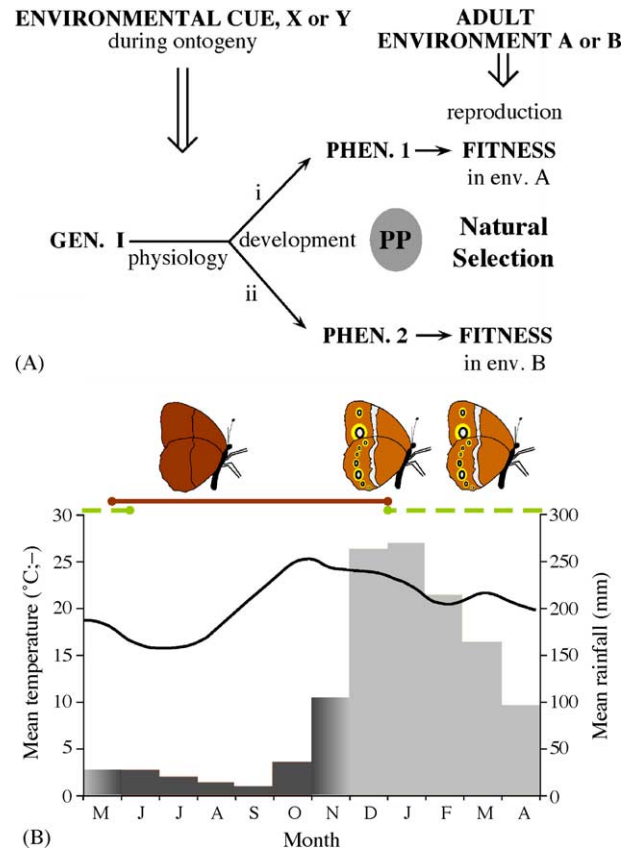 ENVIRONMENTAL CUE, X or Y
during ontogeny
ADULT
ENVIRONMENT A or B
reproduction
PHEN. 1
FITNESS
in env. A
i
GEN. I
physiology
development
PP
Natural
Selection
ii
PHEN. 2
FITNESS
in env. B
(A)
30
25
20
15
10
5
0
Mean temperature (˚C;–)
300
250
200
150
100
50
0
Mean rainfall (mm)
M J J A S O N D J F M A
Month
(B)